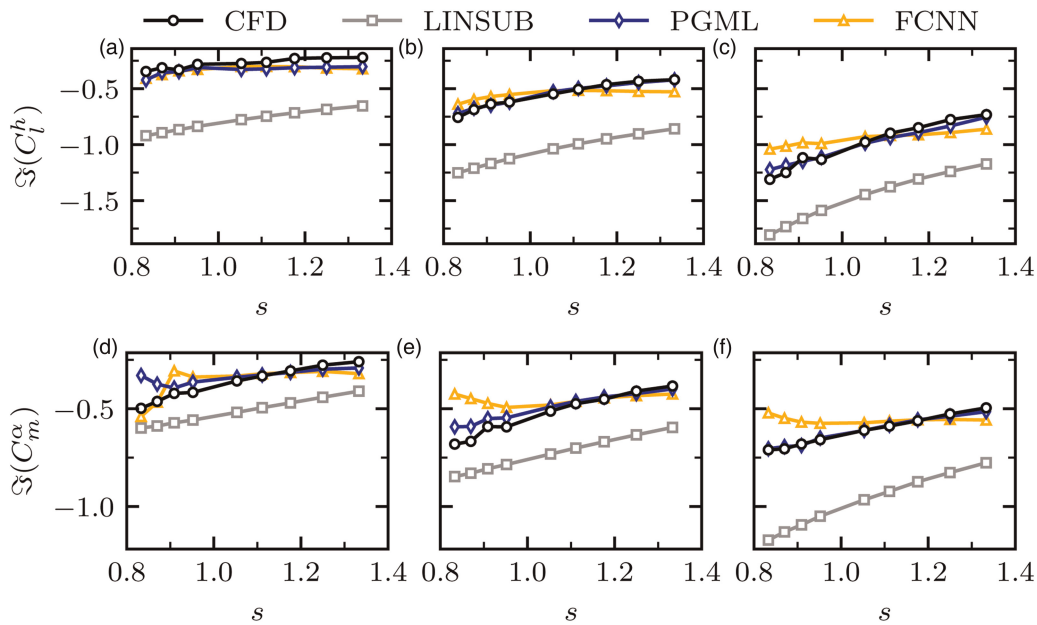 CFD LINSUB PGML FCNN
(a) (b) (c)
−0.5
−1.0
−1.5
ℑ(C_l^h)
0.8 1.0 1.2 1.4 0.8 1.0 1.2 1.4 0.8 1.0 1.2 1.4
s s s
(d) (e) (f)
−0.5
−1.0
ℑ(C_m^α)
0.8 1.0 1.2 1.4 0.8 1.0 1.2 1.4 0.8 1.0 1.2 1.4
s s s